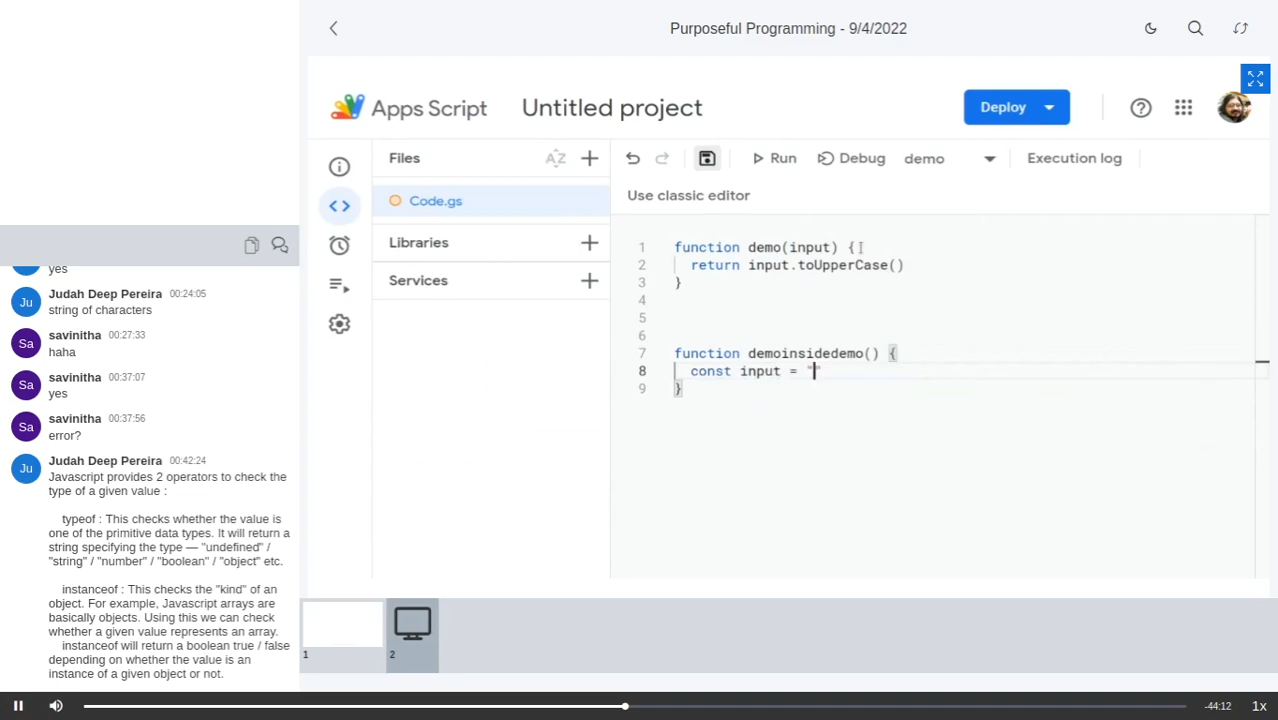 Purposeful Programming - 9/4/2022
Apps Script
Untitled project
Deploy
Files
Code.gs
Libraries
Services
Run
Debug
demo
Execution log
Use classic editor
1 function demo(input) {
2 return input.toUpperCase()
3 }
4
5
6
7 function demoinsidedemo() {
8 const input = ""
9 }
yes
Ju
Judah Deep Pereira 00:24:05
string of characters
Sa
savinitha 00:27:33
haha
Sa
savinitha 00:37:07
yes
Sa
savinitha 00:37:56
error?
Ju
Judah Deep Pereira 00:42:24
Javascript provides 2 operators to check the
type of a given value :
typeof : This checks whether the value is
one of the primitive data types. It will return a
string specifying the type — "undefined" /
"string" / "number" / "boolean" / "object" etc.
instanceof : This checks the "kind" of an
object. For example, Javascript arrays are
basically objects. Using this we can check
whether a given value represents an array.
instanceof will return a boolean true / false
depending on whether the value is an
instance of a given object or not.
1
2
-44:12
1x